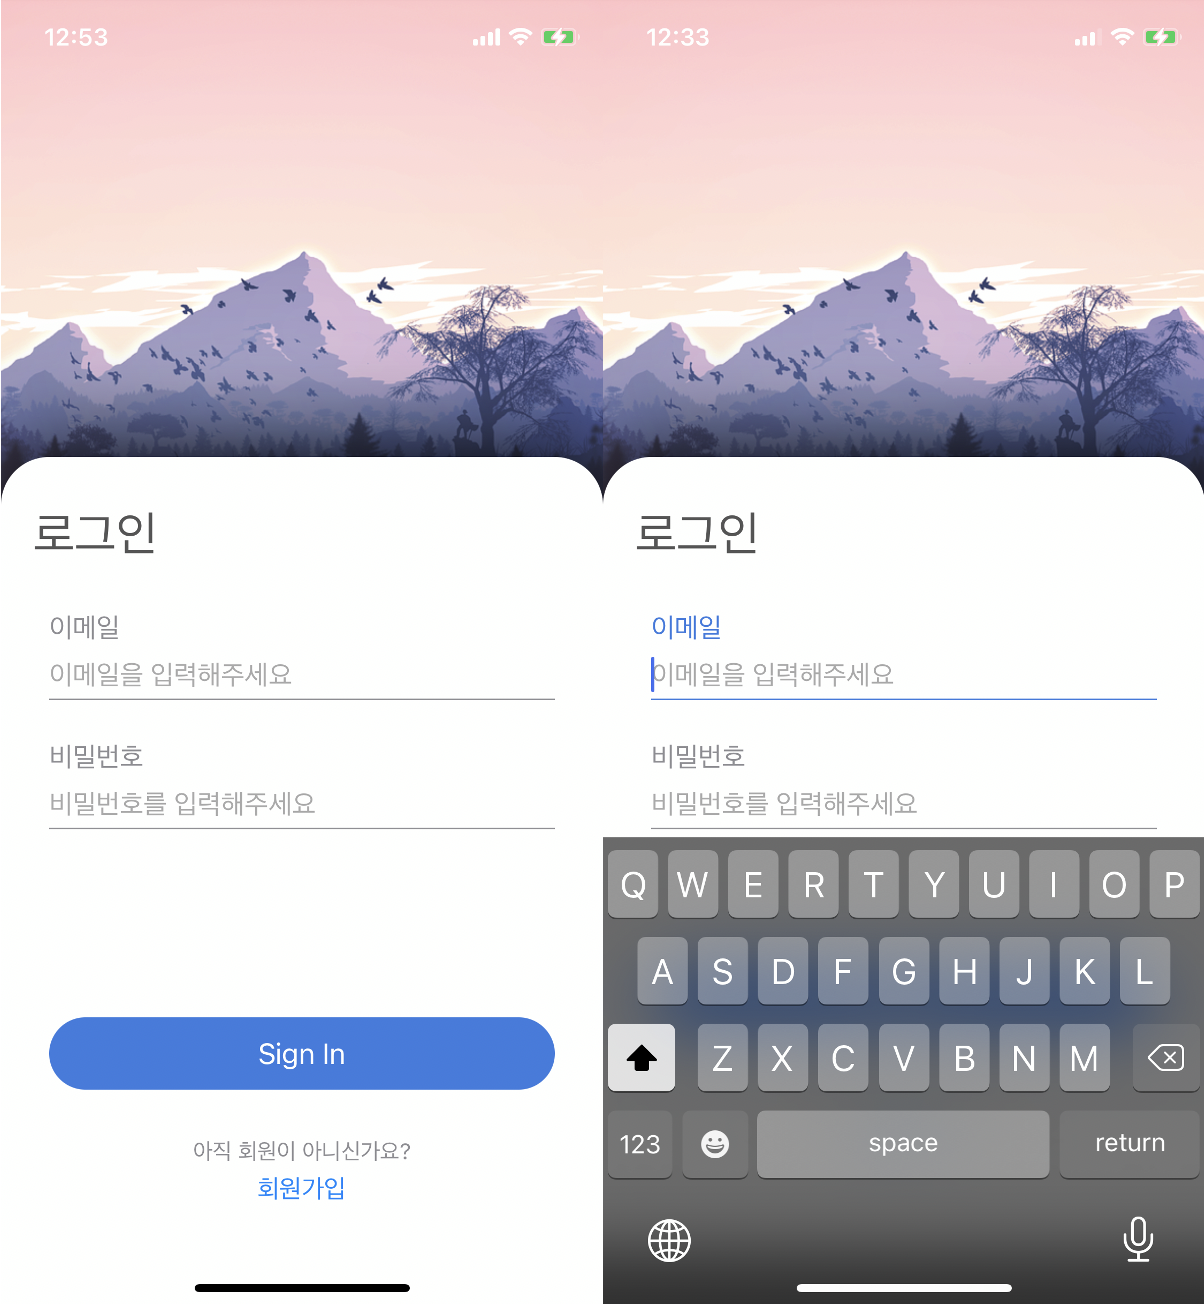 12:53
로그인
이메일
이메일을 입력해주세요
비밀번호
비밀번호를 입력해주세요
Sign In
아직 회원이 아니신가요?
회원가입
12:33
로그인
이메일
이메일을 입력해주세요
비밀번호
비밀번호를 입력해주세요
Q W E R T Y U I O P
A S D F G H J K L
Z X C V B N M
123 space return